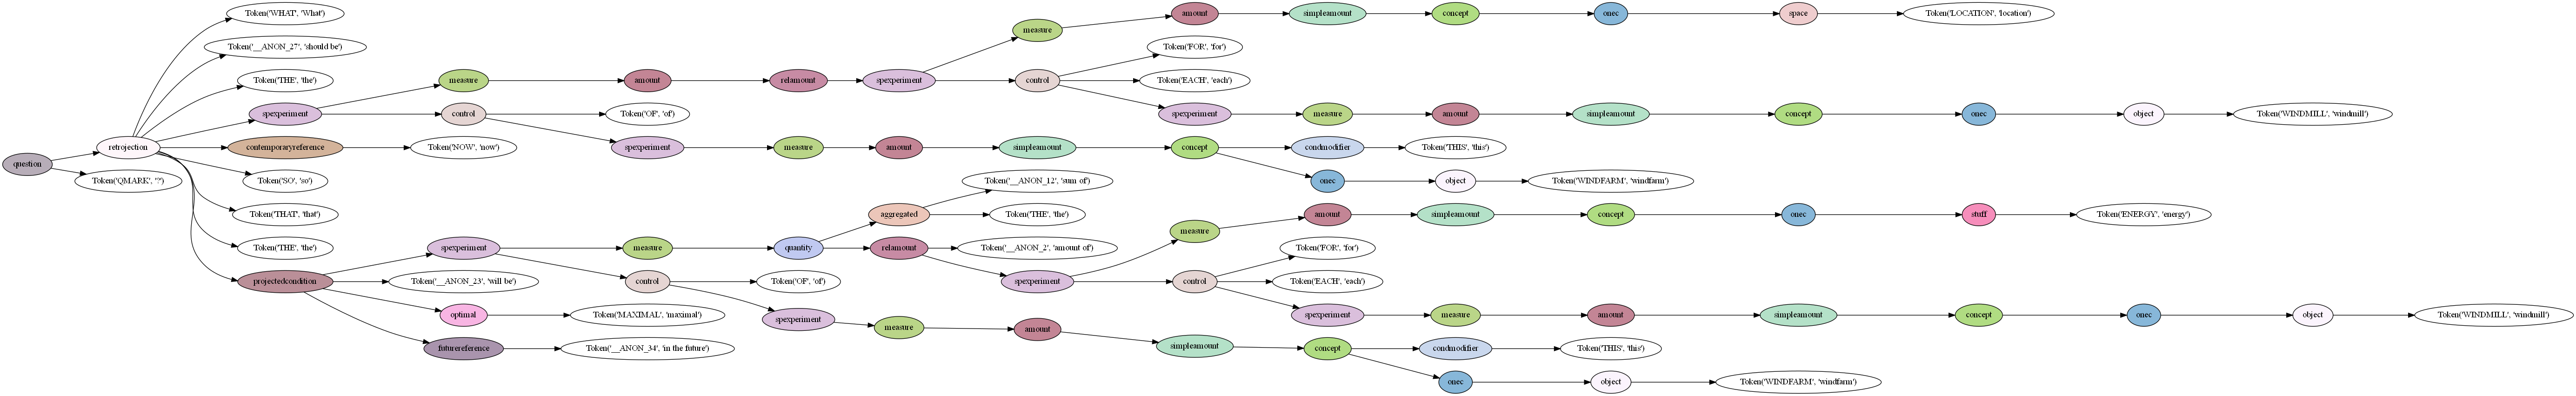 Token('WHAT', 'What')
amount simpleamount concept onec space Token('LOCATION', 'location')
measure
Token('__ANON_27', 'should be') Token('FOR', 'for')
Token('THE', 'the') measure amount relamount spexperiment control Token('EACH', 'each')
spexperiment control Token('OF', 'of') spexperiment measure amount simpleamount concept onec object Token('WINDMILL', 'windmill')
question retrojection contemporaryreference Token('NOW', 'now') spexperiment measure amount simpleamount concept condmodifier Token('THIS', 'this')
Token('QMARK', '?') Token('SO', 'so') Token('__ANON_12', 'sum of') onec object Token('WINDFARM', 'windfarm')
Token('THAT', 'that') aggregated Token('THE', 'the') amount simpleamount concept onec stuff Token('ENERGY', 'energy')
measure
Token('THE', 'the') spexperiment measure quantity relamount Token('__ANON_2', 'amount of') Token('FOR', 'for')
projectedcondition Token('__ANON_23', 'will be') control Token('OF', 'of') spexperiment control Token('EACH', 'each')
optimal Token('MAXIMAL', 'maximal') spexperiment measure amount spexperiment measure amount simpleamount concept onec object Token('WINDMILL', 'windmill')
futurereference Token('__ANON_34', 'in the future') simpleamount concept condmodifier Token('THIS', 'this')
onec object Token('WINDFARM', 'windfarm')